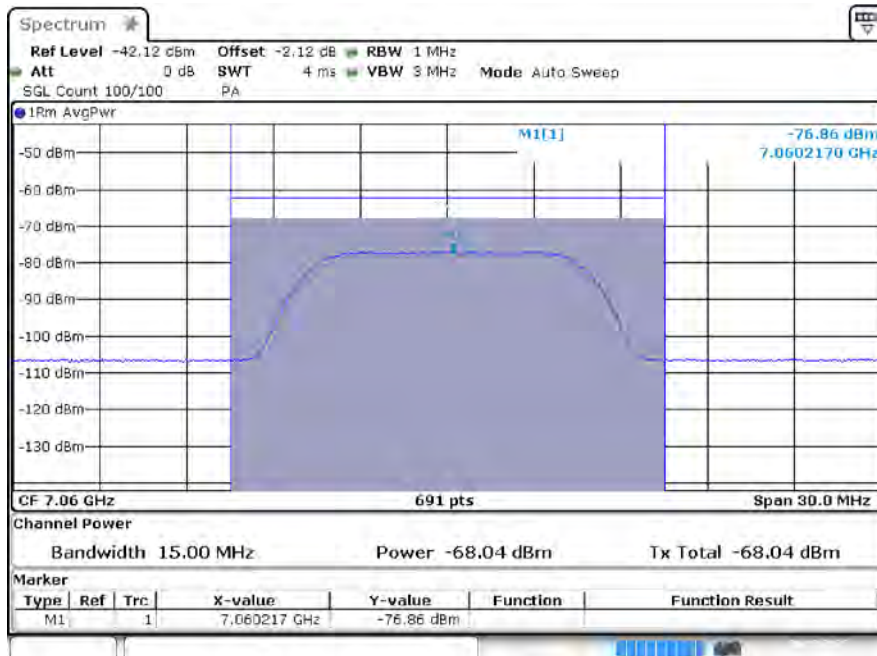 Spectrum
Ref Level -42.12 dBm Offset -2.12 dB RBW 1 MHz
Att 0 dB SWT 4 ms VBW 3 MHz Mode Auto Sweep
SGL Count 100/100 PA
1Rm AvgPwr
M1[1] -76.86 dBm
7.0602170 GHz
-50 dBm
-60 dBm
-70 dBm
-80 dBm
-90 dBm
-100 dBm
-110 dBm
-120 dBm
-130 dBm
CF 7.06 GHz 691 pts Span 30.0 MHz
Channel Power
Bandwidth 15.00 MHz Power -68.04 dBm Tx Total -68.04 dBm
Marker
Type Ref Trc X-value Y-value Function Function Result
M1 1 7.060217 GHz -76.86 dBm